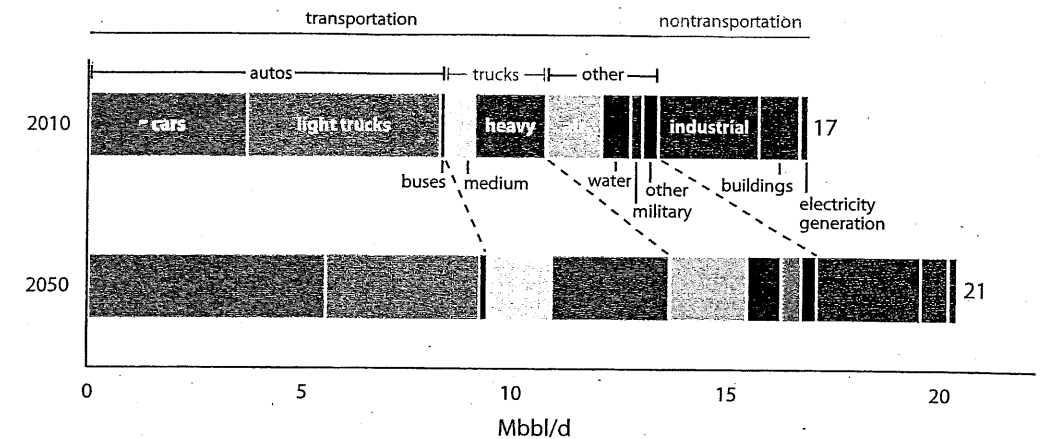 transportation nontransportation
autos trucks other
2010 cars light trucks heavy industrial 17
buses medium water other military buildings electricity generation
2050 21
0 5 10 15 20
Mbbl/d